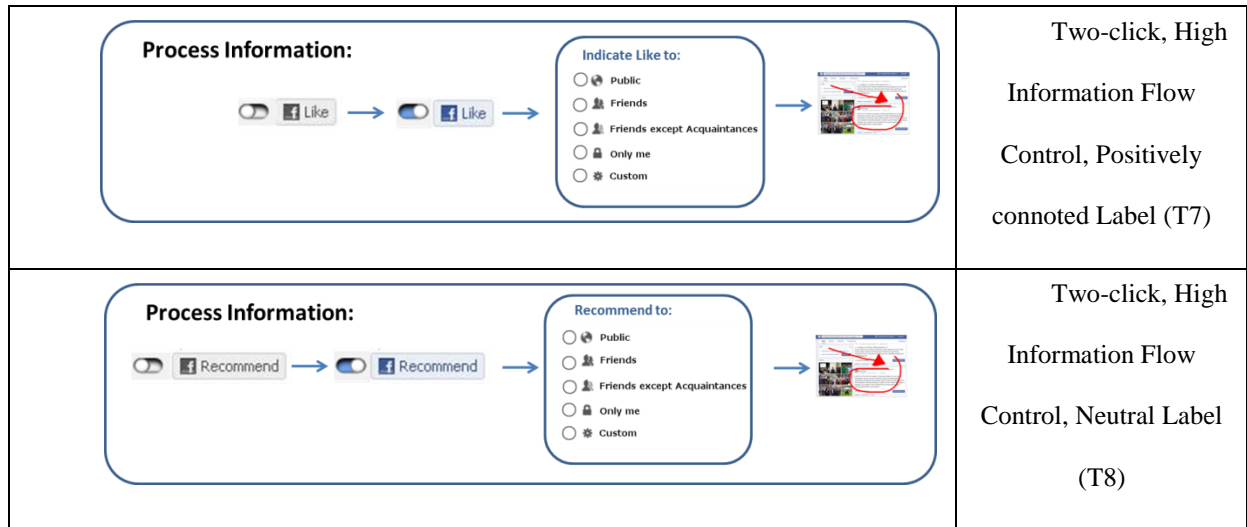 Process Information:
Like
Like
Indicate Like to:
Public
Friends
Friends except Acquaintances
Only me
Custom
Two-click, High
Information Flow
Control, Positively
connoted Label (T7)
Process Information:
Recommend
Recommend
Recommend to:
Public
Friends
Friends except Acquaintances
Only me
Custom
Two-click, High
Information Flow
Control, Neutral Label
(T8)